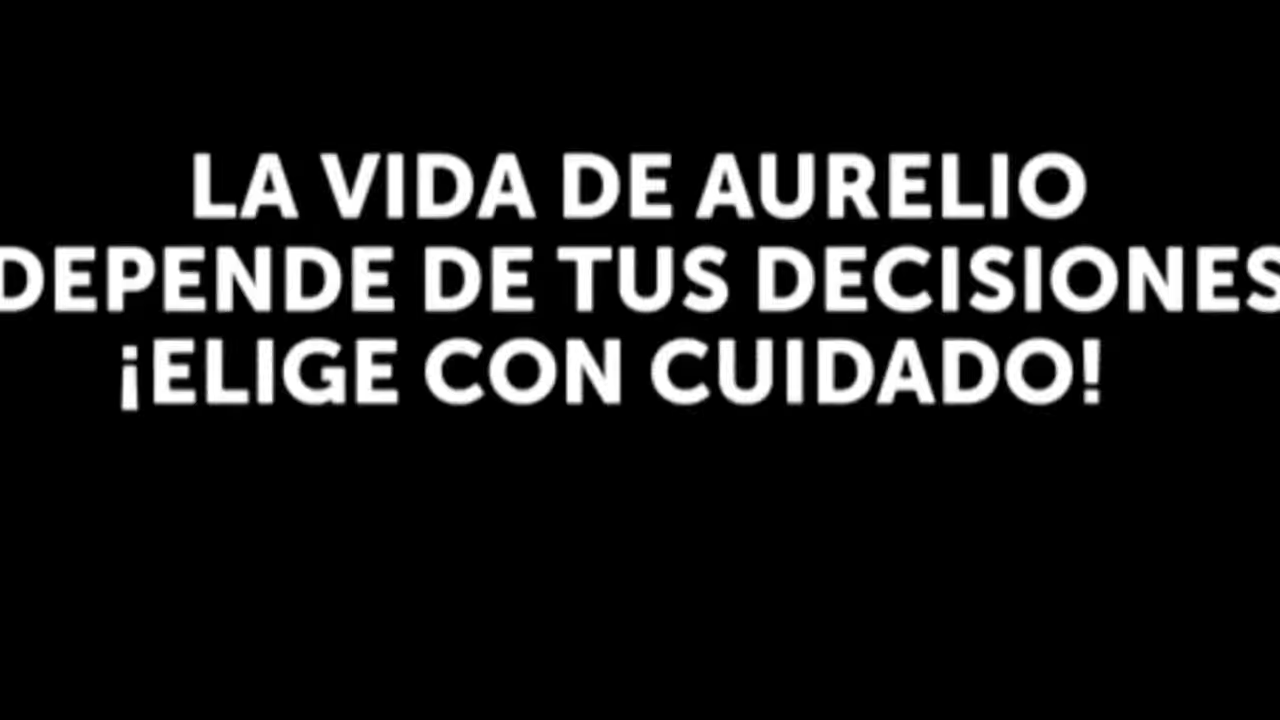 LA VIDA DE AURELIO
DEPENDE DE TUS DECISIONES
¡ELIGE CON CUIDADO!